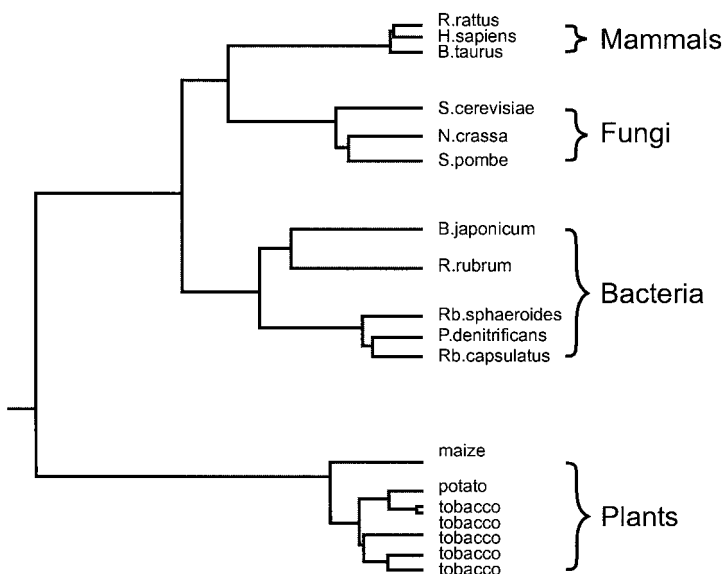 R.rattus
H.sapiens
B.taurus
Mammals
S.cerevisiae
N.crassa
S.pombe
Fungi
B.japonicum
R.rubrum
Rb.sphaeroides
P.denitrificans
Rb.capsulatus
Bacteria
maize
potato
tobacco
tobacco
tobacco
tobacco
tobacco
Plants